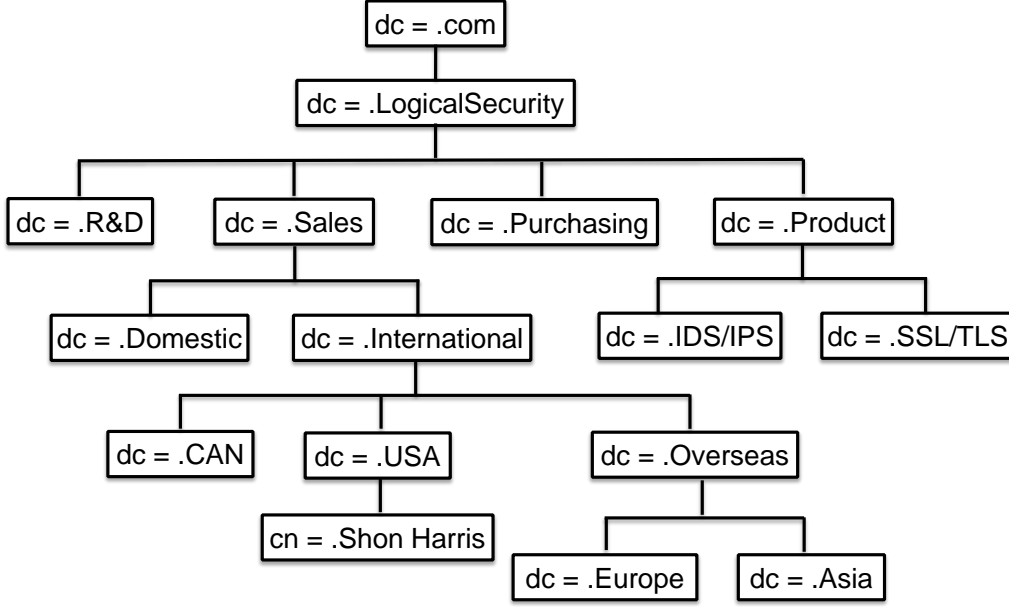 dc = .com
dc = .LogicalSecurity
dc = .R&D
dc = .Sales
dc = .Purchasing
dc = .Product
dc = .Domestic
dc = .International
dc = .IDS/IPS
dc = .SSL/TLS
dc = .CAN
dc = .USA
dc = .Overseas
cn = .Shon Harris
dc = .Europe
dc = .Asia